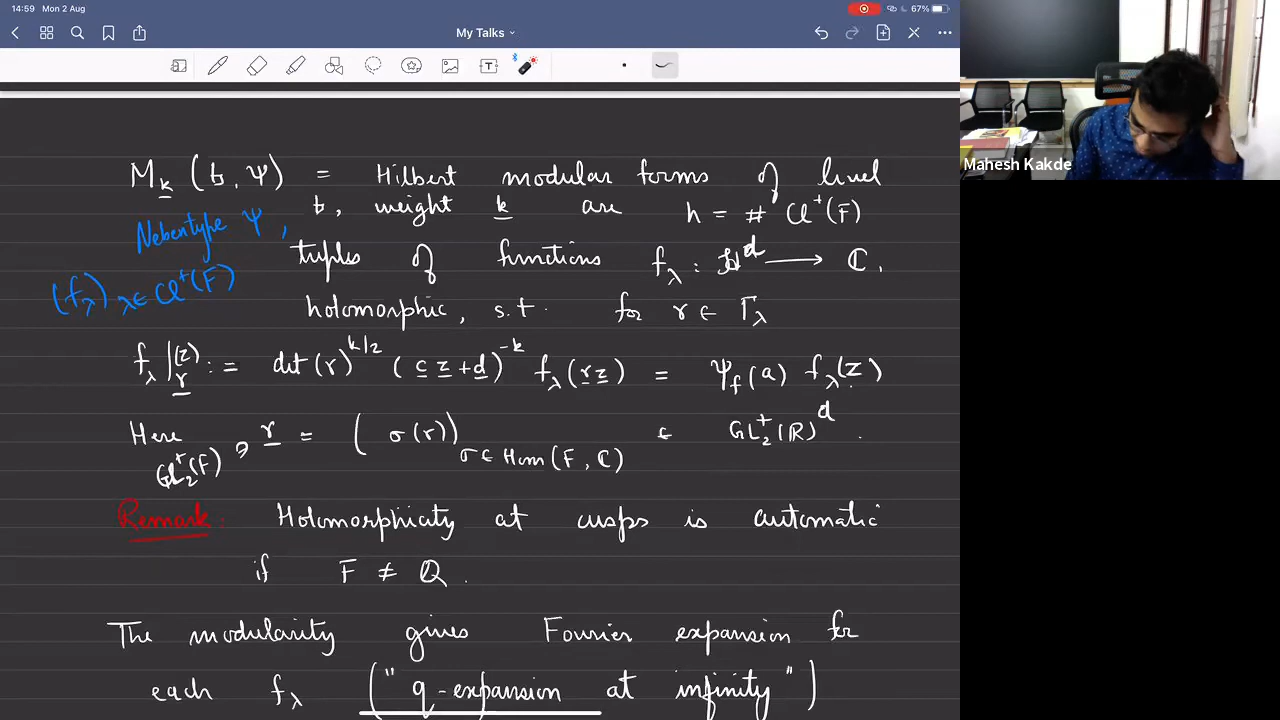 14:59 Mon 2 Aug
67%
My Talks
Mahesh Kakde
M_k (b, Ψ) = Hilbert modular forms of level
b, weight k are h = # Cl⁺(F)
Nebentype Ψ,
tuples of functions f_λ : ℍ^d ⟶ ℂ,
(f_λ)_{λ ∈ Cl⁺(F)}
holomorphic, s.t. for γ ∈ Γ_λ
f_λ|_γ (z) := det(γ)^{k/2} (c z + d)^{-k} f_λ(γz) = ψ_f(a) f_λ(z)
Here γ = (σ(γ))_{σ ∈ Hom(F, ℂ)} ∈ GL₂⁺(ℝ)^d.
GL₂⁺(F)
Remark: Holomorphicity at cusps is automatic
if F ≠ ℚ.
The modularity gives Fourier expansion for
each f_λ ("q-expansion at infinity")